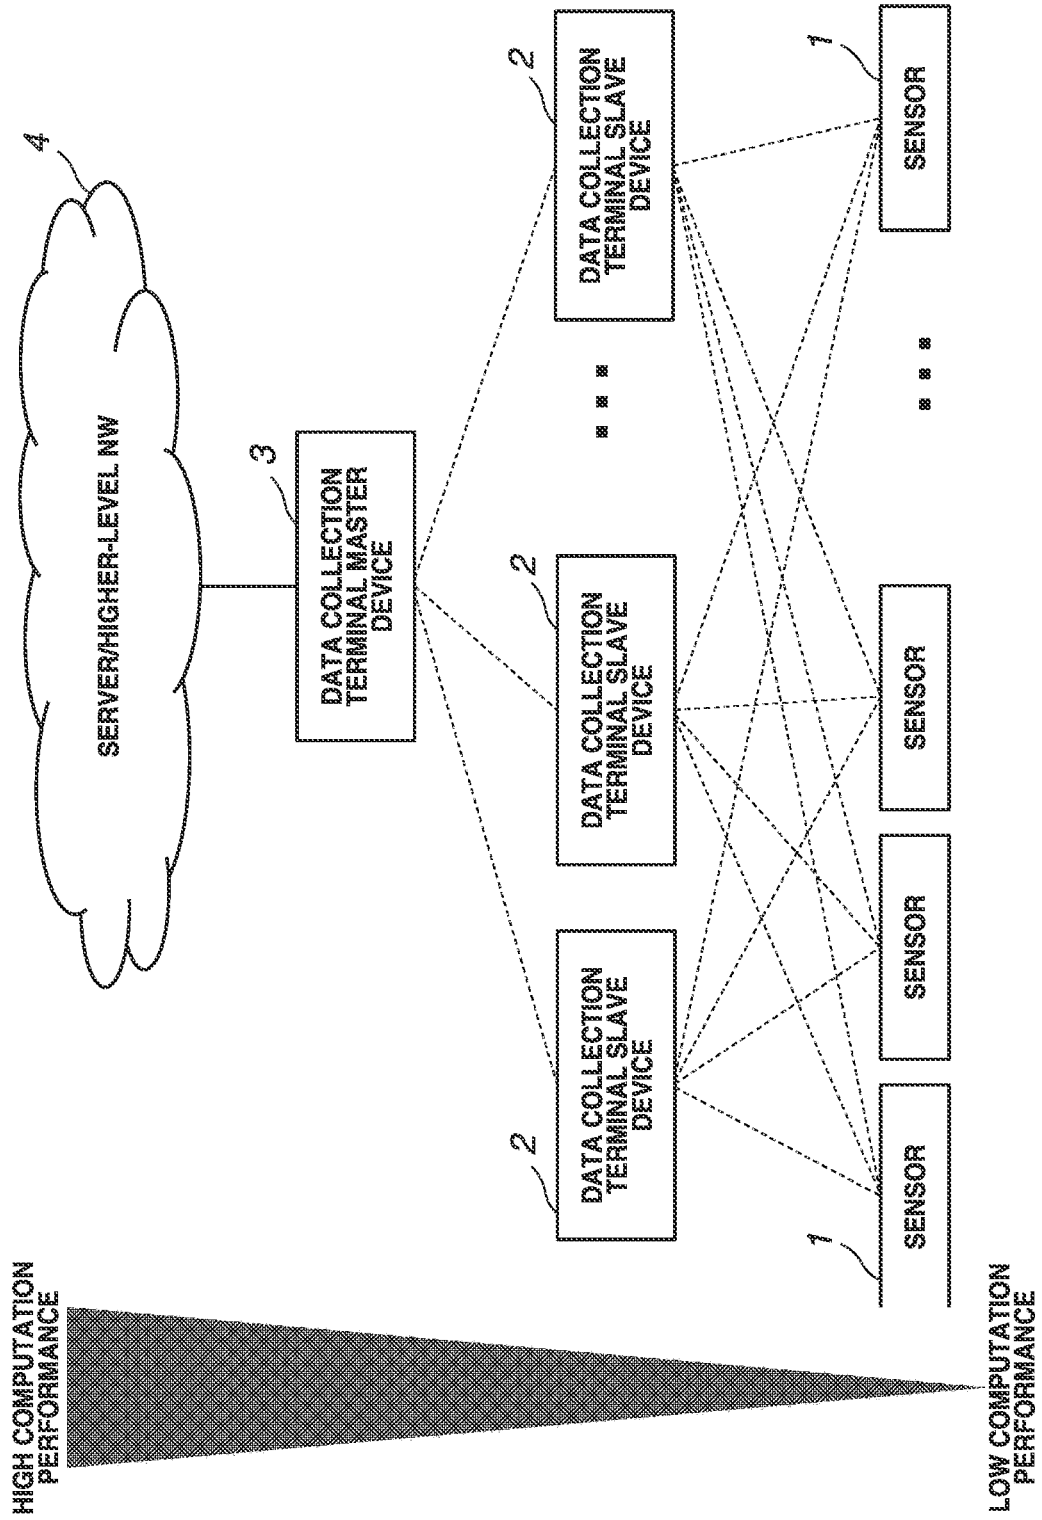 HIGH COMPUTATION
PERFORMANCE
SERVER/HIGHER-LEVEL NW
4
3
DATA COLLECTION
TERMINAL MASTER
DEVICE
2
DATA COLLECTION
TERMINAL SLAVE
DEVICE
2
DATA COLLECTION
TERMINAL SLAVE
DEVICE
2
DATA COLLECTION
TERMINAL SLAVE
DEVICE
1
SENSOR
SENSOR
SENSOR
1
SENSOR
LOW COMPUTATION
PERFORMANCE